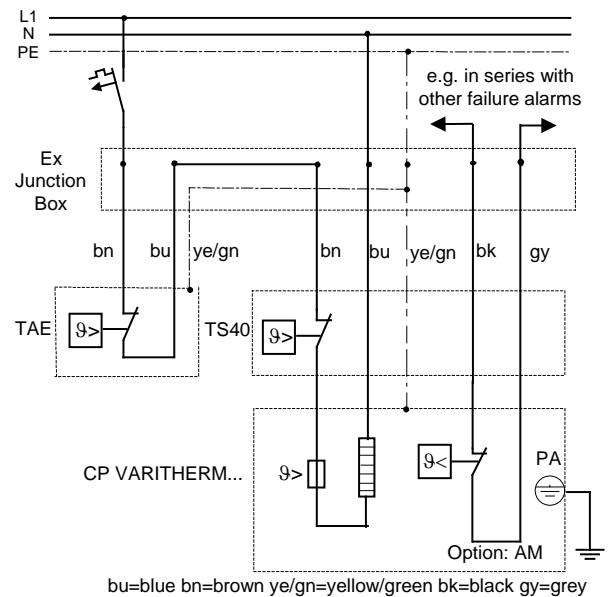 L1
N
PE
e.g. in series with
other failure alarms
Ex
Junction
Box
bn bu ye/gn bn bu ye/gn bk gy
TAE ϑ> TS40 ϑ>
CP VARITHERM... ϑ> ϑ< PA
Option: AM
bu=blue bn=brown ye/gn=yellow/green bk=black gy=grey